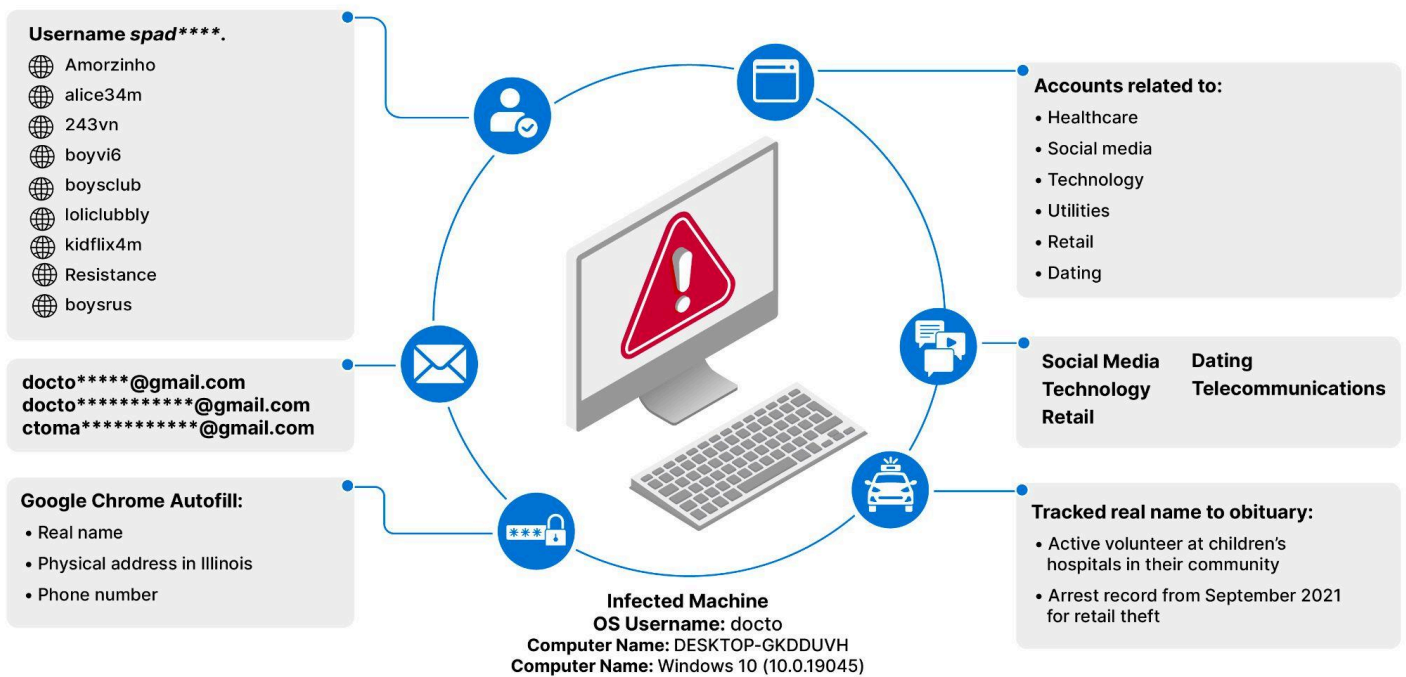 Username spad****.
Amorzinho
alice34m
243vn
boyvi6
boysclub
loliclubbly
kidflix4m
Resistance
boysrus
docto*****@gmail.com
docto***********@gmail.com
ctoma***********@gmail.com
Google Chrome Autofill:
• Real name
• Physical address in Illinois
• Phone number
***
Infected Machine
OS Username: docto
Computer Name: DESKTOP-GKDDUVH
Computer Name: Windows 10 (10.0.19045)
Accounts related to:
• Healthcare
• Social media
• Technology
• Utilities
• Retail
• Dating
Social Media Dating
Technology Telecommunications
Retail
Tracked real name to obituary:
• Active volunteer at children’s
hospitals in their community
• Arrest record from September 2021
for retail theft